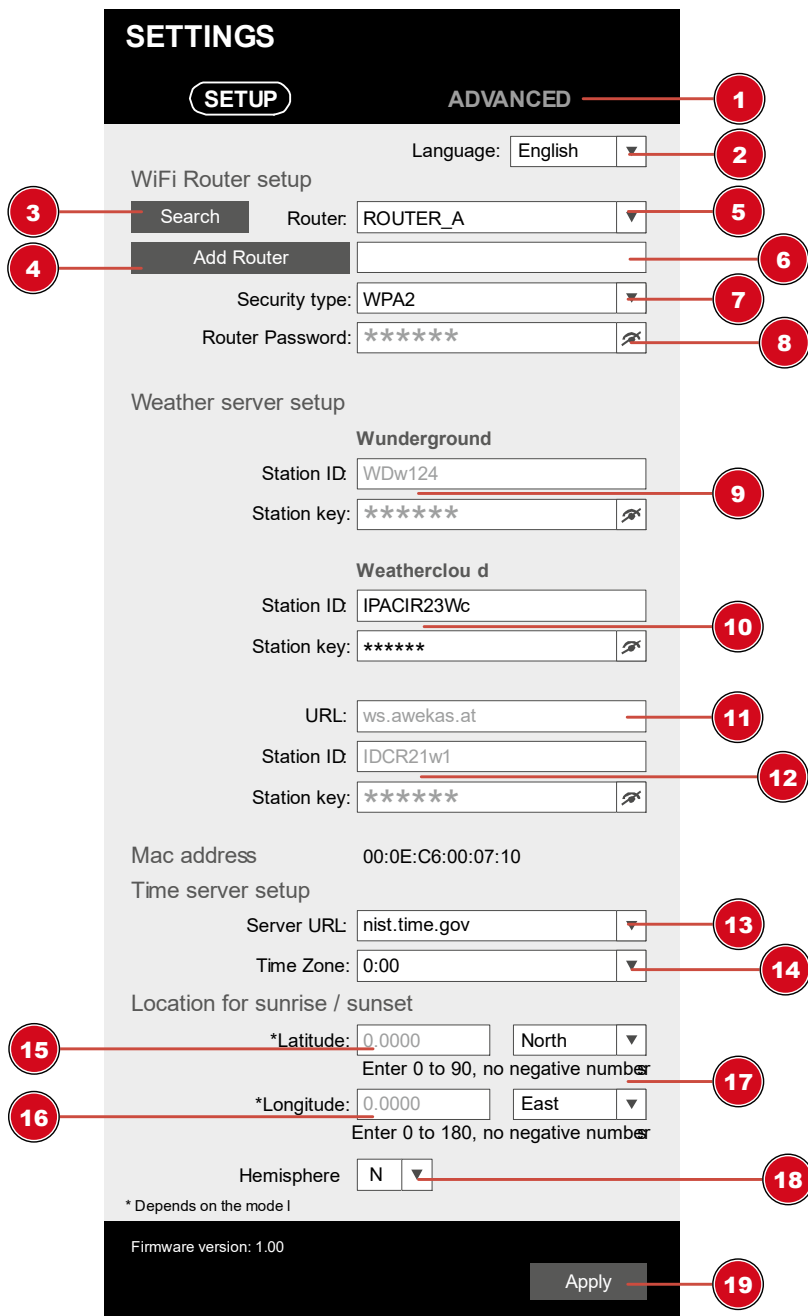 SETTINGS
SETUP ADVANCED 1
Language: English 2
WiFi Router setup
3 Search Router: ROUTER_A 5
4 Add Router 6
Security type: WPA2 7
Router Password: ****** 8
Weather server setup
Wunderground
Station ID: WDw124
9
Station key: ******
Weatherclou d
Station ID: IPACIR23Wc
10
Station key: ******
URL: ws.awekas.at 11
Station ID: IDCR21w1
12
Station key: ******
Mac address 00:0E:C6:00:07:10
Time server setup
Server URL: nist.time.gov 13
Time Zone: 0:00 14
Location for sunrise / sunset
15 *Latitude: 0.0000 North
Enter 0 to 90, no negative numbers
17
16 *Longitude: 0.0000 East
Enter 0 to 180, no negative numbers
Hemisphere N 18
* Depends on the mode l
Firmware version: 1.00
Apply 19